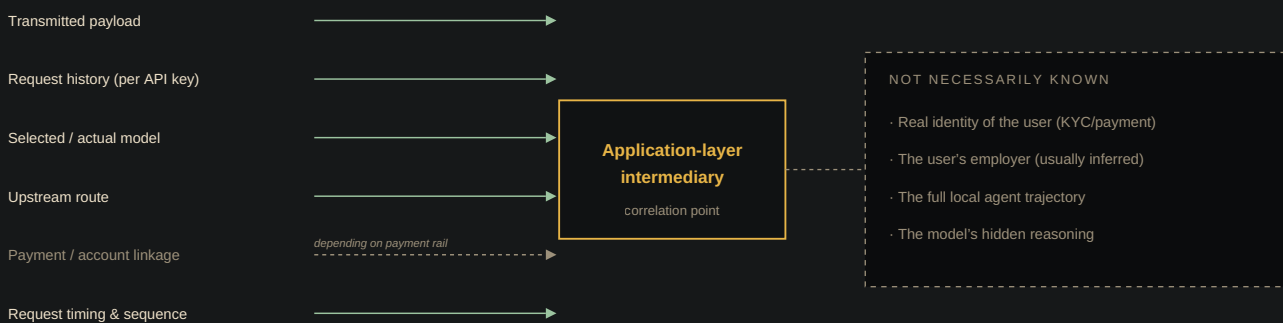 Transmitted payload
Request history (per API key)
Selected / actual model
Upstream route
depending on payment rail
Payment / account linkage
Request timing & sequence
Application-layer
intermediary
correlation point
NOT NECESSARILY KNOWN
· Real identity of the user (KYC/payment)
· The user’s employer (usually inferred)
· The full local agent trajectory
· The model’s hidden reasoning